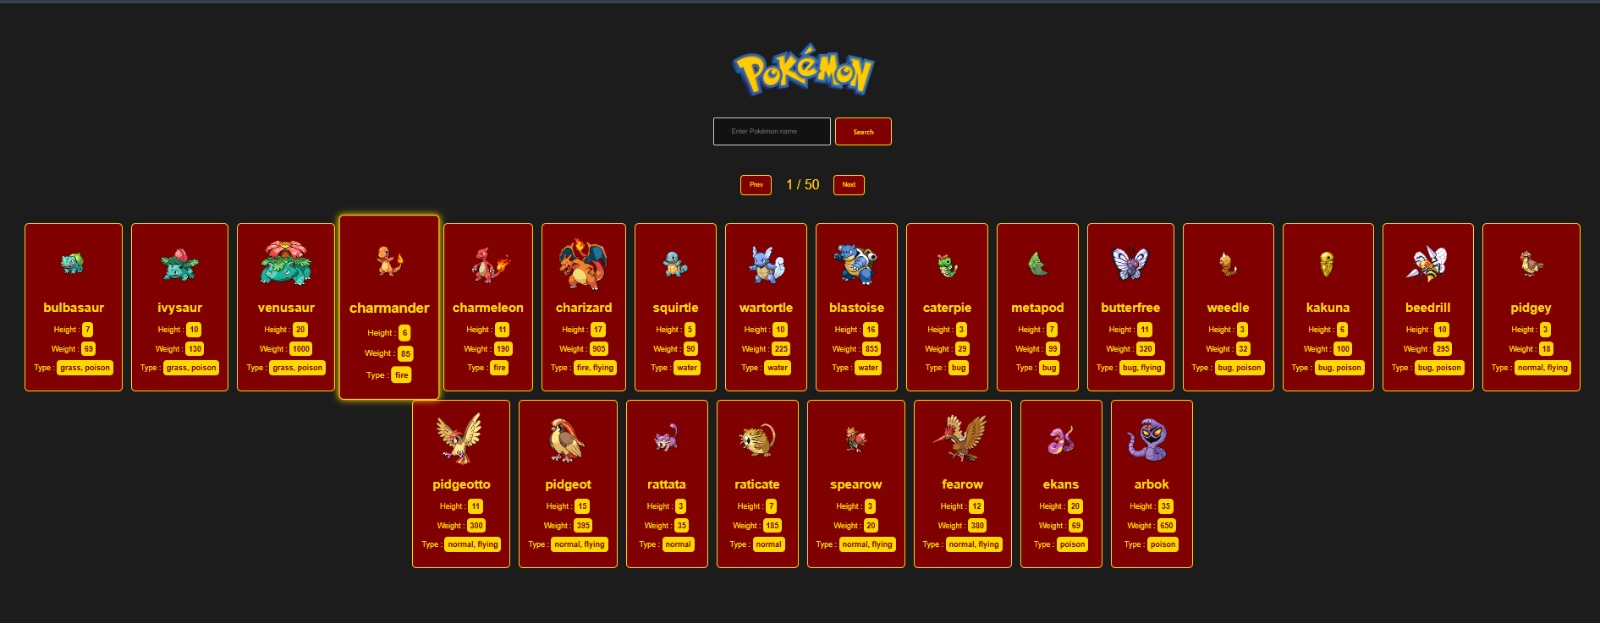 POKéMON
Enter Pokémon name Search
Prev 1 / 50 Next
bulbasaur
Height : 7
Weight : 69
Type : grass, poison
ivysaur
Height : 10
Weight : 130
Type : grass, poison
venusaur
Height : 20
Weight : 1000
Type : grass, poison
charmander
Height : 6
Weight : 85
Type : fire
charmeleon
Height : 11
Weight : 190
Type : fire
charizard
Height : 17
Weight : 905
Type : fire, flying
squirtle
Height : 5
Weight : 90
Type : water
wartortle
Height : 10
Weight : 225
Type : water
blastoise
Height : 16
Weight : 855
Type : water
caterpie
Height : 3
Weight : 29
Type : bug
metapod
Height : 7
Weight : 99
Type : bug
butterfree
Height : 11
Weight : 320
Type : bug, flying
weedle
Height : 3
Weight : 32
Type : bug, poison
kakuna
Height : 6
Weight : 100
Type : bug, poison
beedrill
Height : 10
Weight : 295
Type : bug, poison
pidgey
Height : 3
Weight : 18
Type : normal, flying
pidgeotto
Height : 11
Weight : 300
Type : normal, flying
pidgeot
Height : 15
Weight : 395
Type : normal, flying
rattata
Height : 3
Weight : 35
Type : normal
raticate
Height : 7
Weight : 185
Type : normal
spearow
Height : 3
Weight : 20
Type : normal, flying
fearow
Height : 12
Weight : 380
Type : normal, flying
ekans
Height : 20
Weight : 69
Type : poison
arbok
Height : 35
Weight : 650
Type : poison